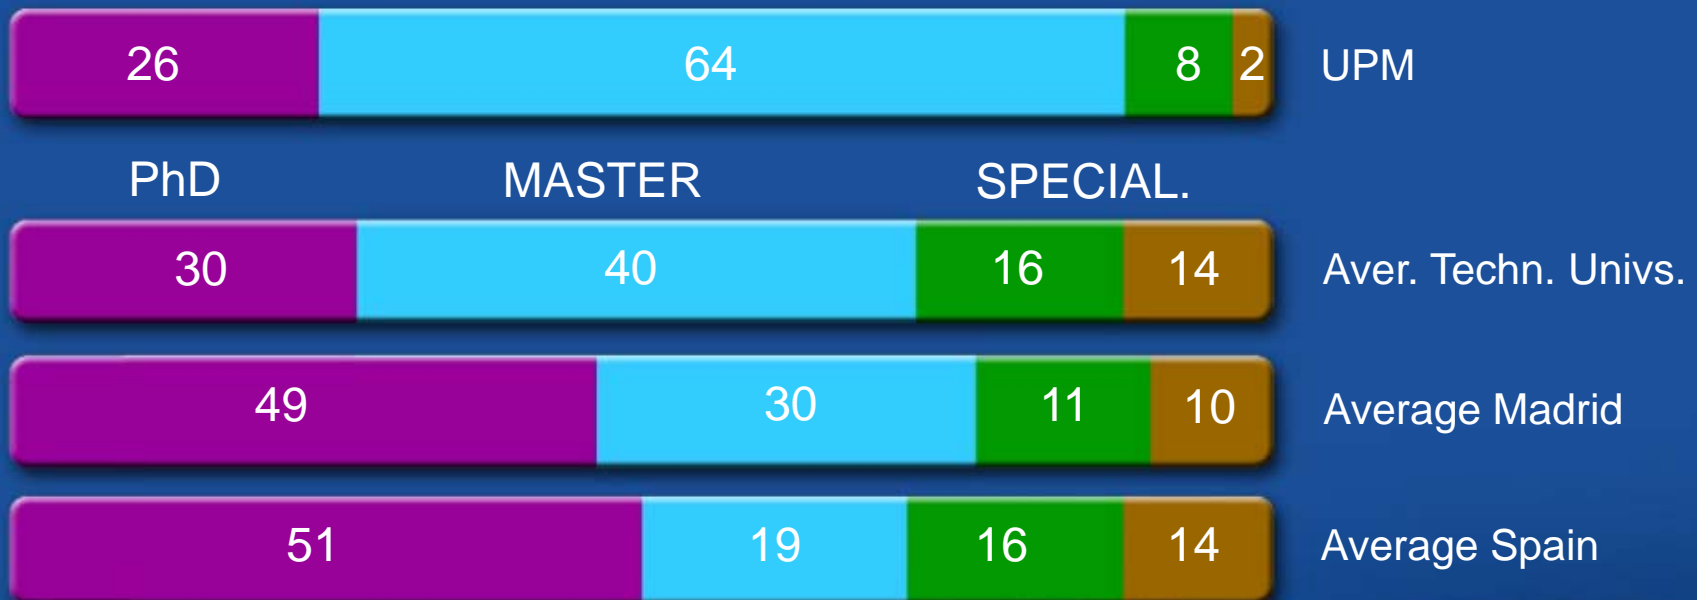 26 64 8 2 UPM
PhD MASTER SPECIAL.
30 40 16 14 Aver. Techn. Univs.
49 30 11 10 Average Madrid
51 19 16 14 Average Spain